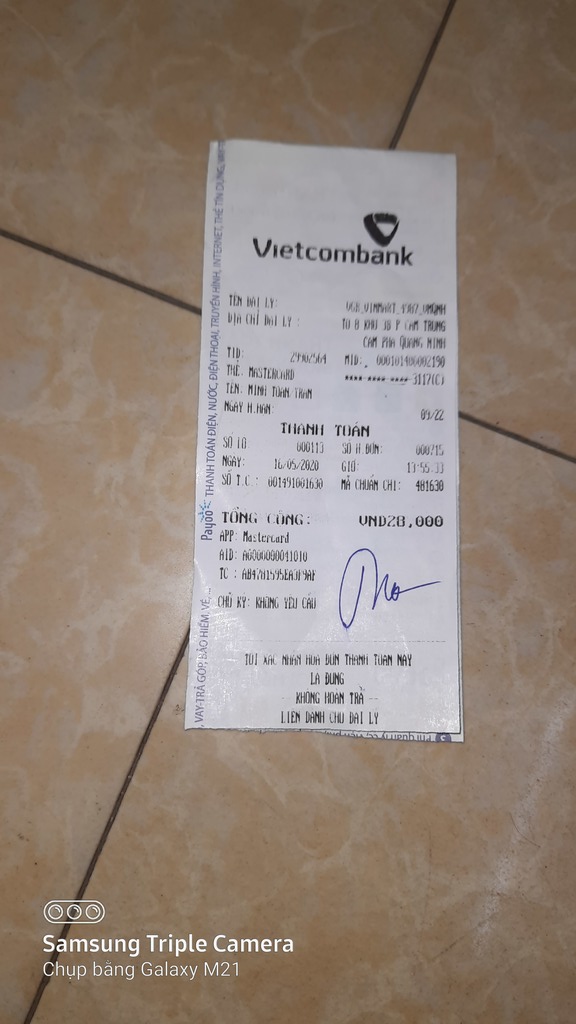 Vietcombank
TÊN ĐẠI LÝ: VCB_VINMART_4987_QMQNH
ĐỊA CHỈ ĐẠI LÝ : TO 8 KHU 3B P CAM TRUNG
CAM PHA QUANG NINH
TID: 29902564 MID: 000101400002190
THẺ: MASTERCARD **** **** **** 3117(C)
TÊN: MINH TOAN TRAN
NGÀY H.HẠN: 09/22
THANH TOÁN
SỐ LÔ 000113 SỐ H ĐƠN: 000715
NGÀY: 16/05/2020 GIỜ: 13:55:33
SỐ T.C.: 001491001630 MÃ CHUẨN CHI: 481630
TỔNG CỘNG: VND28,000
APP: Mastercard
AID: A0000000041010
TC : AB4781595EA3F9AF
CHỮ KÝ: KHÔNG YÊU CẦU
TÔI XÁC NHẬN HOÁ ĐƠN THANH TOÁN NÀY
LÀ ĐÚNG
KHÔNG HOÀN TRẢ
LIÊN DÀNH CHO ĐẠI LÝ
, VAY-TRẢ GÓP, BẢO HIỂM, VÉ,... Payoo THANH TOÁN ĐIỆN, NƯỚC, ĐIỆN THOẠI, TRUYỀN HÌNH, INTERNET, THẺ TÍN DỤNG,
Samsung Triple Camera
Chụp bằng Galaxy M21